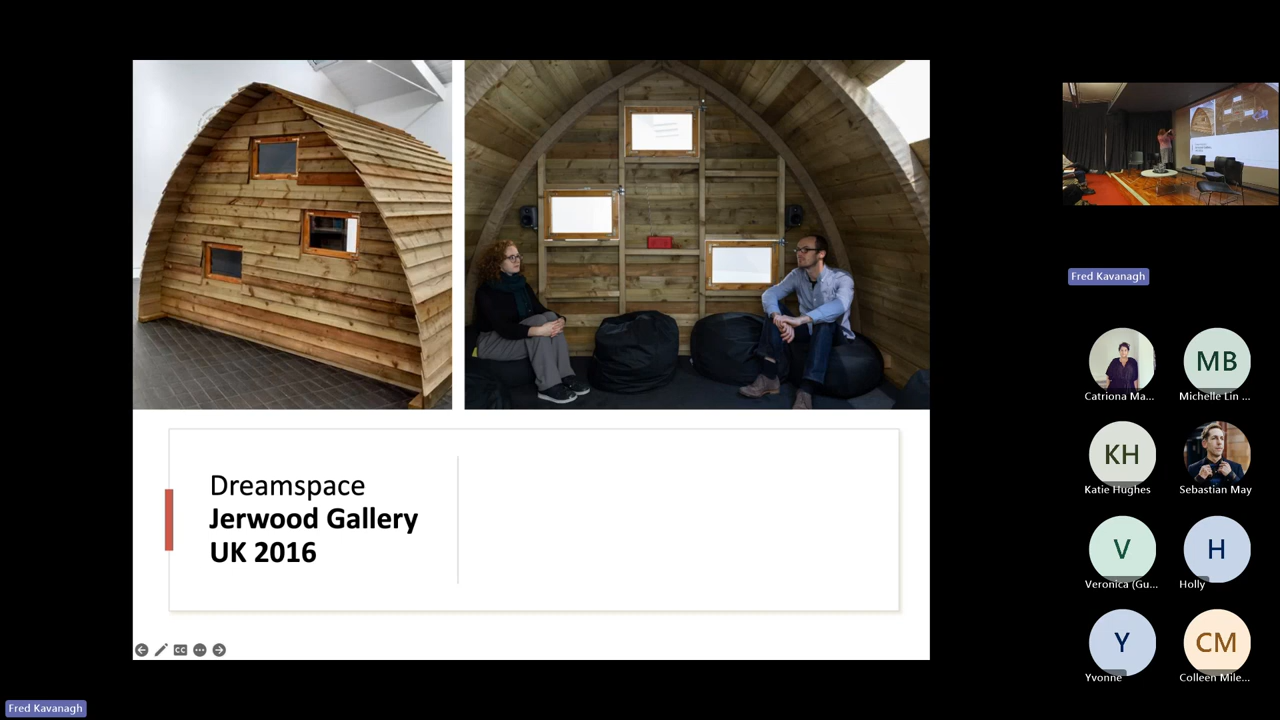 Dreamspace
Jerwood Gallery
UK 2016
CC
Fred Kavanagh
Fred Kavanagh
Catriona Ma...
MB
Michelle Lin ...
KH
Katie Hughes
Sebastian May
V
Veronica (Gu...
H
Holly
Y
Yvonne
CM
Colleen Mile...